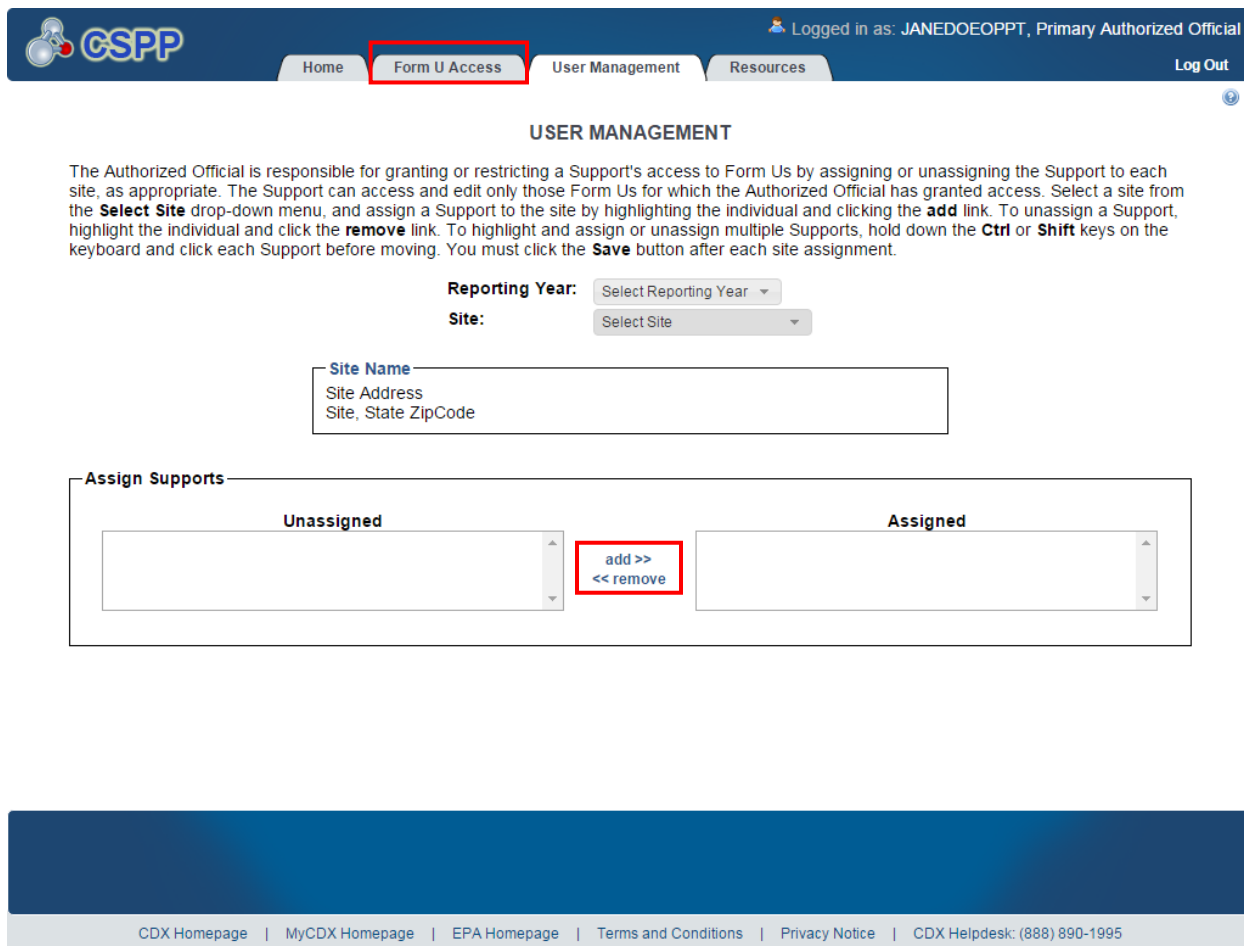 CSPP
Logged in as: JANEDOEOPPT, Primary Authorized Official
Home
Form U Access
User Management
Resources
Log Out
USER MANAGEMENT
The Authorized Official is responsible for granting or restricting a Support's access to Form Us by assigning or unassigning the Support to each
site, as appropriate. The Support can access and edit only those Form Us for which the Authorized Official has granted access. Select a site from
the Select Site drop-down menu, and assign a Support to the site by highlighting the individual and clicking the add link. To unassign a Support,
highlight the individual and click the remove link. To highlight and assign or unassign multiple Supports, hold down the Ctrl or Shift keys on the
keyboard and click each Support before moving. You must click the Save button after each site assignment.
Reporting Year: Select Reporting Year
Site: Select Site
Site Name
Site Address
Site, State ZipCode
Assign Supports
Unassigned
Assigned
add >>
<< remove
CDX Homepage | MyCDX Homepage | EPA Homepage | Terms and Conditions | Privacy Notice | CDX Helpdesk: (888) 890-1995